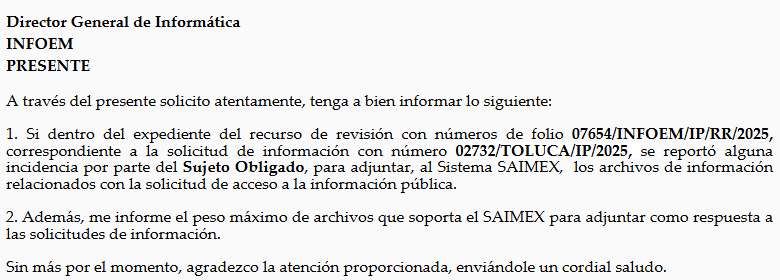 Director General de Informática
INFOEM
PRESENTE
A través del presente solicito atentamente, tenga a bien informar lo siguiente:
1. Si dentro del expediente del recurso de revisión con números de folio 07654/INFOEM/IP/RR/2025,
correspondiente a la solicitud de información con número 02732/TOLUCA/IP/2025, se reportó alguna
incidencia por parte del Sujeto Obligado, para adjuntar, al Sistema SAIMEX, los archivos de información
relacionados con la solicitud de acceso a la información pública.
2. Además, me informe el peso máximo de archivos que soporta el SAIMEX para adjuntar como respuesta a
las solicitudes de información.
Sin más por el momento, agradezco la atención proporcionada, enviándole un cordial saludo.